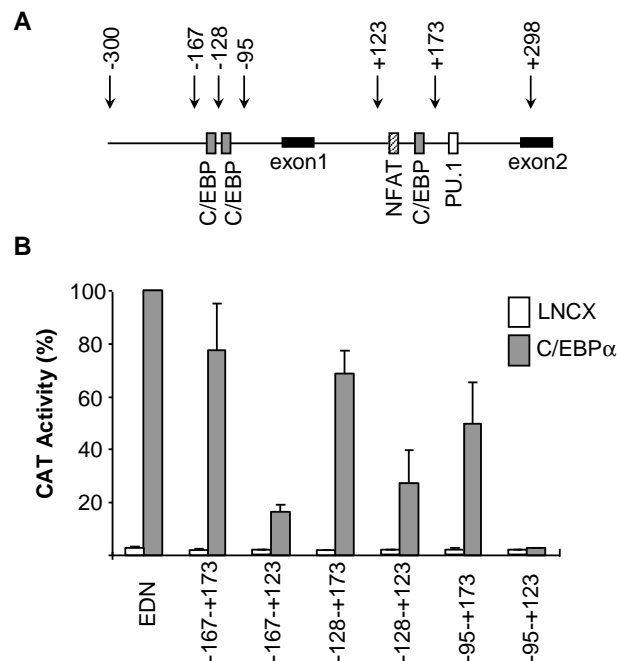 A
-300
-167
-128
-95
+123
+173
+298
exon1
exon2
C/EBP
C/EBP
NFAT
C/EBP
PU.1
B
CAT Activity (%)
100
80
60
40
20
LNCX
C/EBPα
EDN
-167-+173
-167-+123
-128-+173
-128-+123
-95-+173
-95-+123